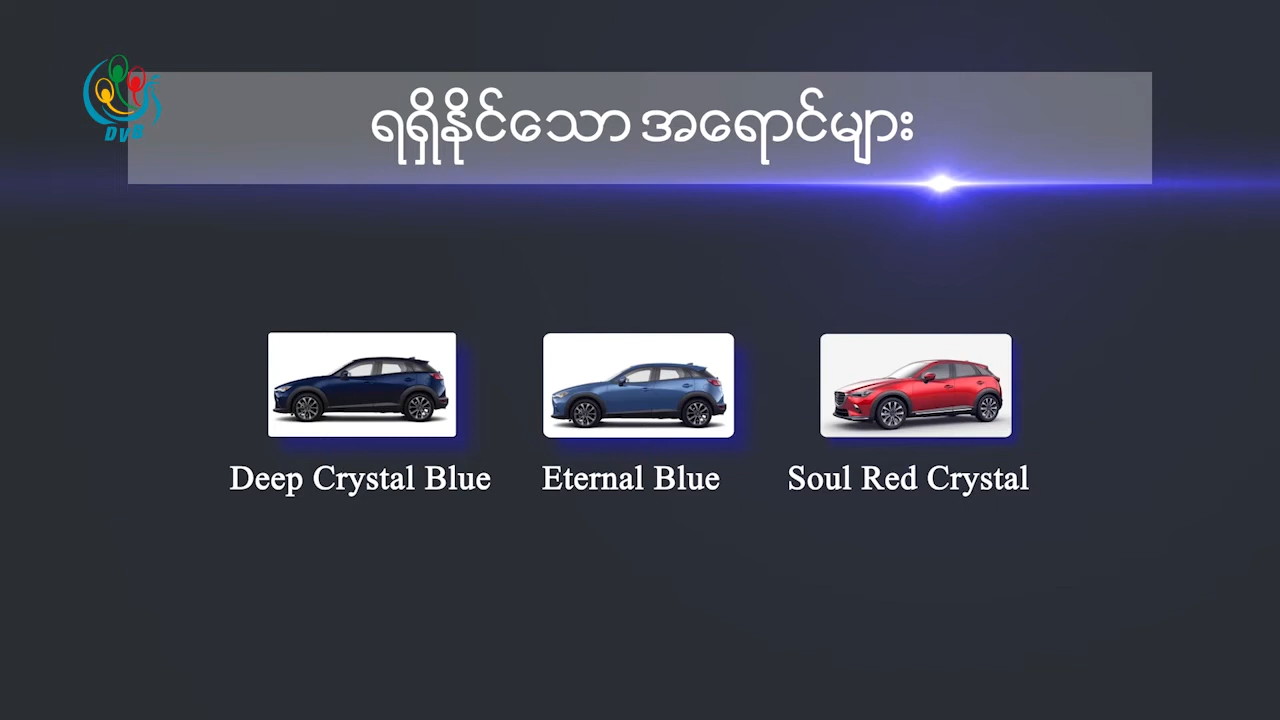 DVB
ရရှိနိုင်သော အရောင်များ
Deep Crystal Blue
Eternal Blue
Soul Red Crystal